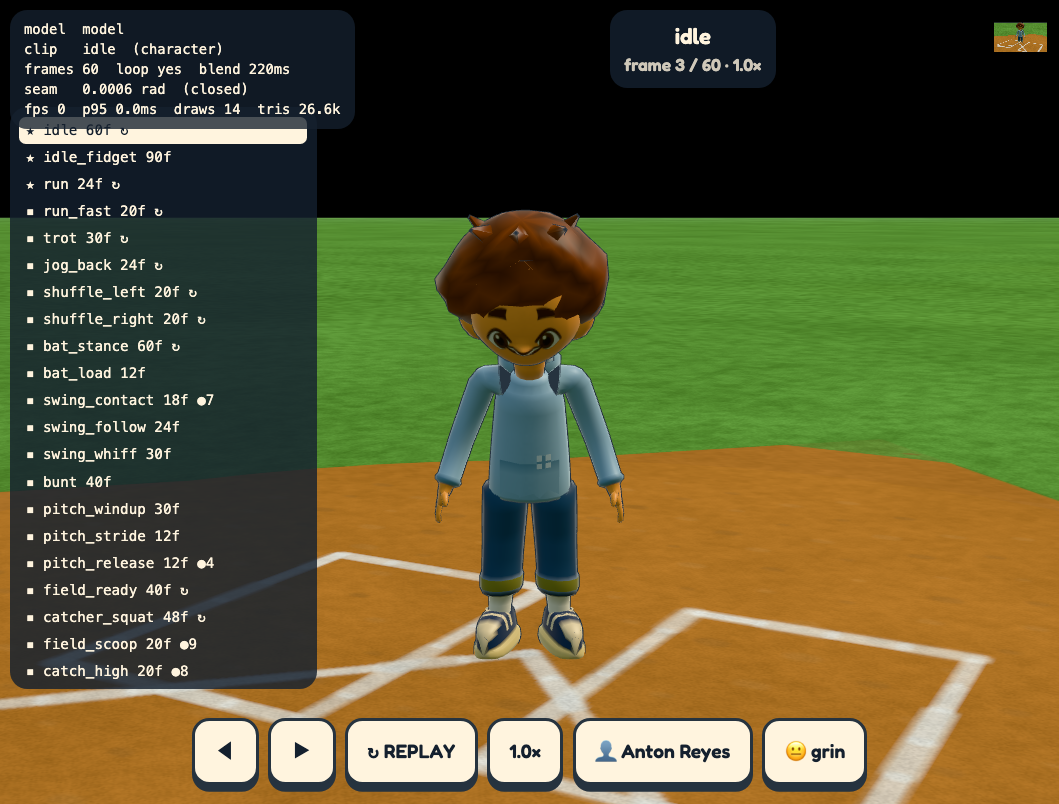 model model
clip idle (character)
frames 60 loop yes blend 220ms
seam 0.0006 rad (closed)
fps 0 p95 0.0ms draws 14 tris 26.6k
★ idle 60f ↻
★ idle_fidget 90f
★ run 24f ↻
▪ run_fast 20f ↻
▪ trot 30f ↻
▪ jog_back 24f ↻
▪ shuffle_left 20f ↻
▪ shuffle_right 20f ↻
▪ bat_stance 60f ↻
▪ bat_load 12f
▪ swing_contact 18f ●7
▪ swing_follow 24f
▪ swing_whiff 30f
▪ bunt 40f
▪ pitch_windup 30f
▪ pitch_stride 12f
▪ pitch_release 12f ●4
▪ field_ready 40f ↻
▪ catcher_squat 48f ↻
▪ field_scoop 20f ●9
▪ catch_high 20f ●8
idle
frame 3 / 60 · 1.0×
◀ ▶ ↻ REPLAY 1.0× 👤 Anton Reyes 😐 grin